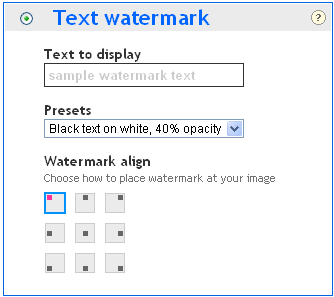 Text watermark
?
Text to display
sample watermark text
Presets
Black text on white, 40% opacity
Watermark align
Choose how to place watermark at your image